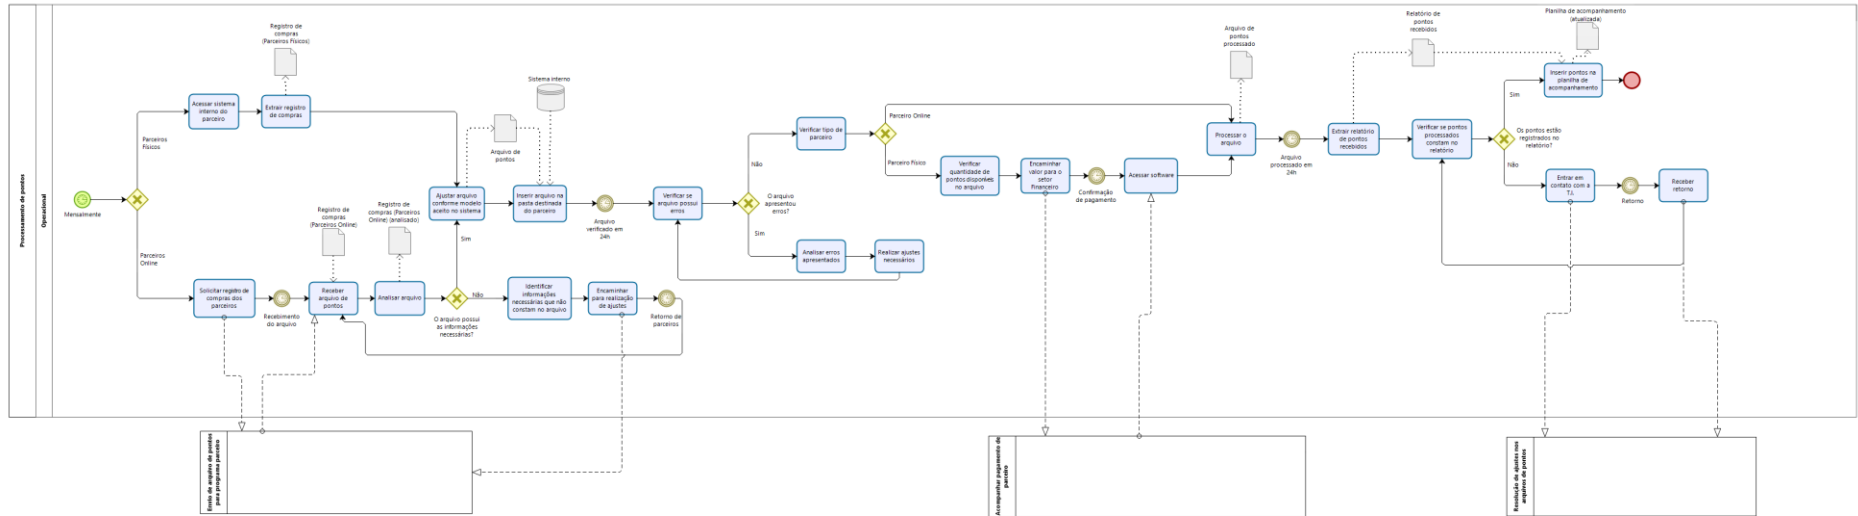 Processamento de pontos
Operacional
Mensalmente
Parceiros
Físicos
Parceiros
Online
Acessar sistema
interno do
parceiro
Extrair registro
de compras
Registro de
compras
(Parceiros Físicos)
Solicitar registro de
compras dos
parceiros
Recebimento
do arquivo
Registro de
compras
(Parceiros Online)
Receber
arquivo de
pontos
Registro de
compras (Parceiros
Online) (analisado)
Analisar arquivo
O arquivo possui
as informações
necessárias?
Sim
Não
Identificar
informações
necessárias que não
constam no arquivo
Encaminhar
para realização
de ajustes
Retorno de
parceiros
Ajustar arquivo
conforme modelo
aceito no sistema
Arquivo de
pontos
Sistema interno
Inserir arquivo na
pasta destinada
do parceiro
Arquivo
verificado em
24h
Verificar se
arquivo possui
erros
O arquivo
apresentou
erros?
Não
Sim
Analisar erros
apresentados
Realizar ajustes
necessários
Verificar tipo de
parceiro
Parceiro Online
Parceiro Físico
Verificar
quantidade de
pontos disponíveis
no arquivo
Encaminhar
valor para o
setor
Financeiro
Confirmação
de pagamento
Acessar software
Arquivo de
pontos
processado
Processar o
arquivo
Arquivo
processado em
24h
Extrair relatório
de pontos
recebidos
Relatório de
pontos
recebidos
Verificar se pontos
processados
constam no
relatório
Os pontos estão
registrados no
relatório?
Sim
Não
Planilha de acompanhamento
(atualizada)
Inserir pontos na
planilha de
acompanhamento
Entrar em
contato com a
T.I.
Retorno
Receber
retorno
Envio de arquivo de pontos
para programa parceiro
Acompanhar pagamento de
parceiro
Resolução de ajustes nos
arquivos de pontos